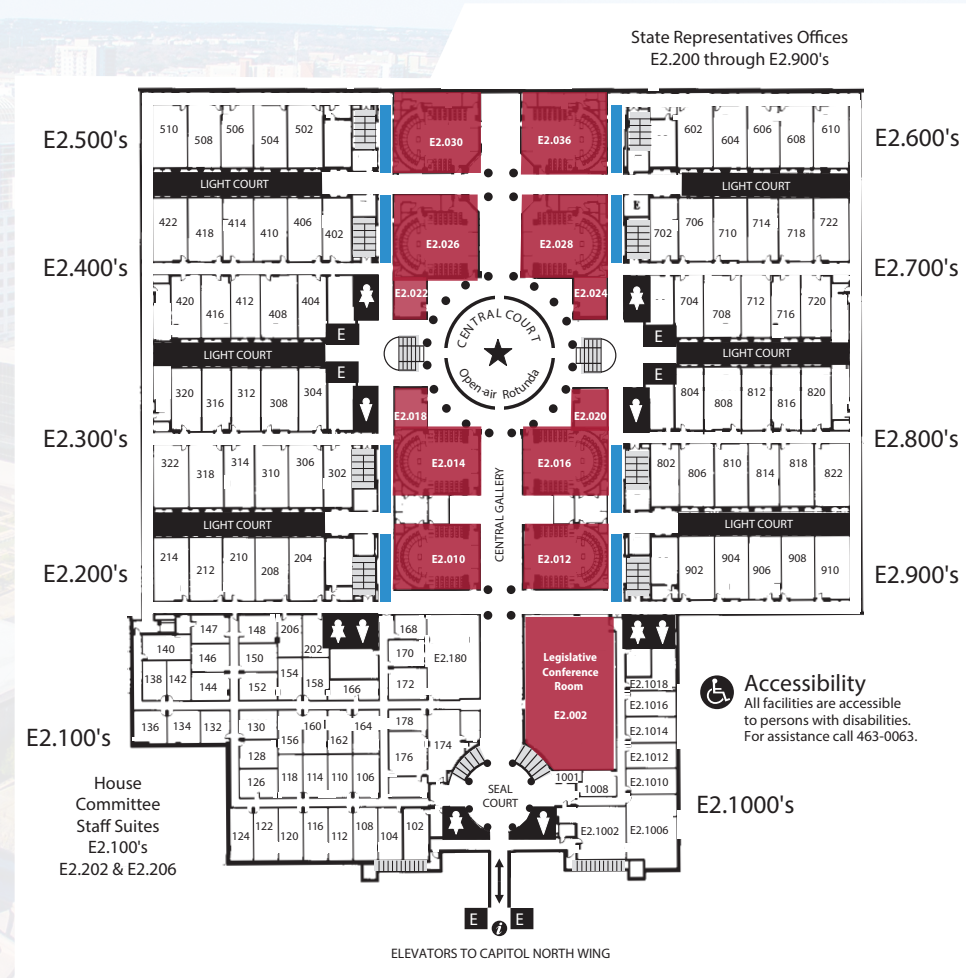 State Representatives Offices
E2.200 through E2.900's
E2.500's
510
508
506
504
502
E2.030
E2.036
602
604
606
608
610
E2.600's
LIGHT COURT
LIGHT COURT
422
418
414
410
406
402
E2.026
E2.028
E
702
706
710
714
718
722
E2.400's
E2.700's
420
416
412
408
404
E2.022
E2.024
704
708
712
716
720
E
E
CENTRAL COURT
Open-air Rotunda
LIGHT COURT
LIGHT COURT
E
E
320
316
312
308
304
E2.018
E2.020
804
808
812
816
820
E2.300's
E2.800's
322
318
314
310
306
302
E2.014
E2.016
802
806
810
814
818
822
CENTRAL GALLERY
LIGHT COURT
LIGHT COURT
214
212
210
208
204
E2.010
E2.012
902
904
906
908
910
E2.200's
E2.900's
147
148
206
168
140
146
150
202
170
E2.180
138
142
144
152
154
158
166
172
Legislative
Conference
Room
E2.002
E2.1018
E2.1016
E2.1014
E2.1012
E2.1010
Accessibility
All facilities are accessible
to persons with disabilities.
For assistance call 463-0063.
136
134
132
130
156
160
162
164
178
174
176
E2.100's
128
126
118
114
110
106
1001
1008
SEAL
COURT
E2.1000's
House
Committee
Staff Suites
E2.100's
E2.202 & E2.206
124
122
120
116
112
108
104
102
E2.1002
E2.1006
E
i
E
ELEVATORS TO CAPITOL NORTH WING